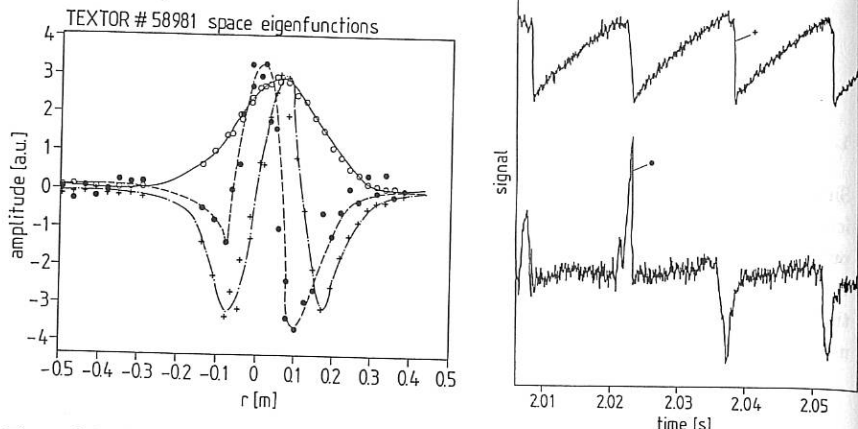 TEXTOR # 58981 space eigenfunctions
4
3
2
1
0
-1
-2
-3
-4
amplitude [a.u.]
-0.5 -0.4 -0.3 -0.2 -0.1 0 0.1 0.2 0.3 0.4 0.5
r [m]
signal
+
•
2.01 2.02 2.03 2.04 2.05
time [s]